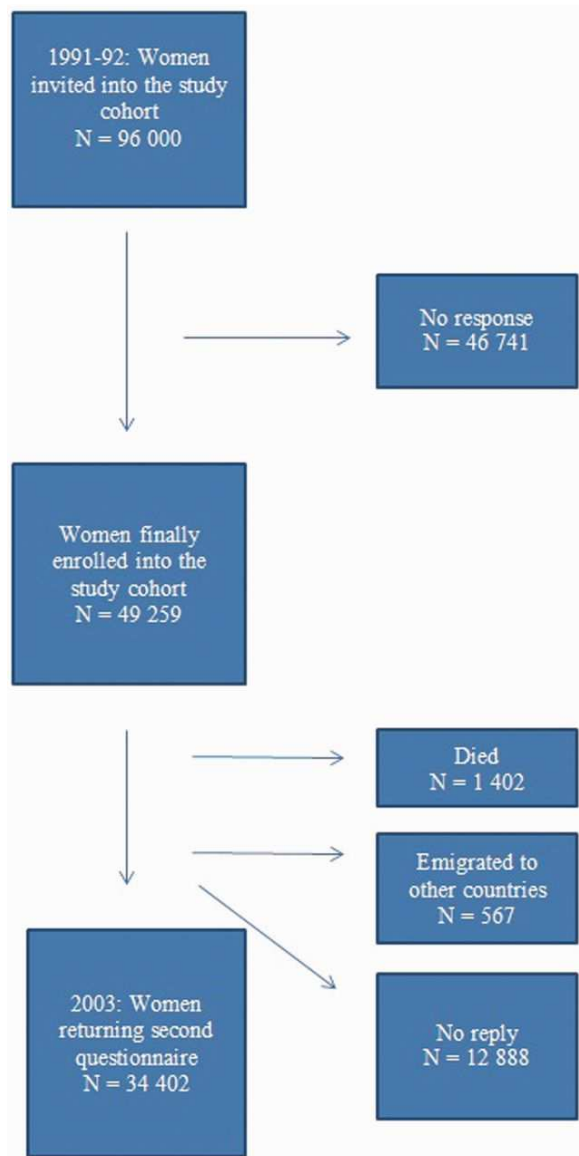 1991-92: Women
invited into the study
cohort
N = 96 000
No response
N = 46 741
Women finally
enrolled into the
study cohort
N = 49 259
Died
N = 1 402
Emigrated to
other countries
N = 567
2003: Women
returning second
questionnaire
N = 34 402
No reply
N = 12 888